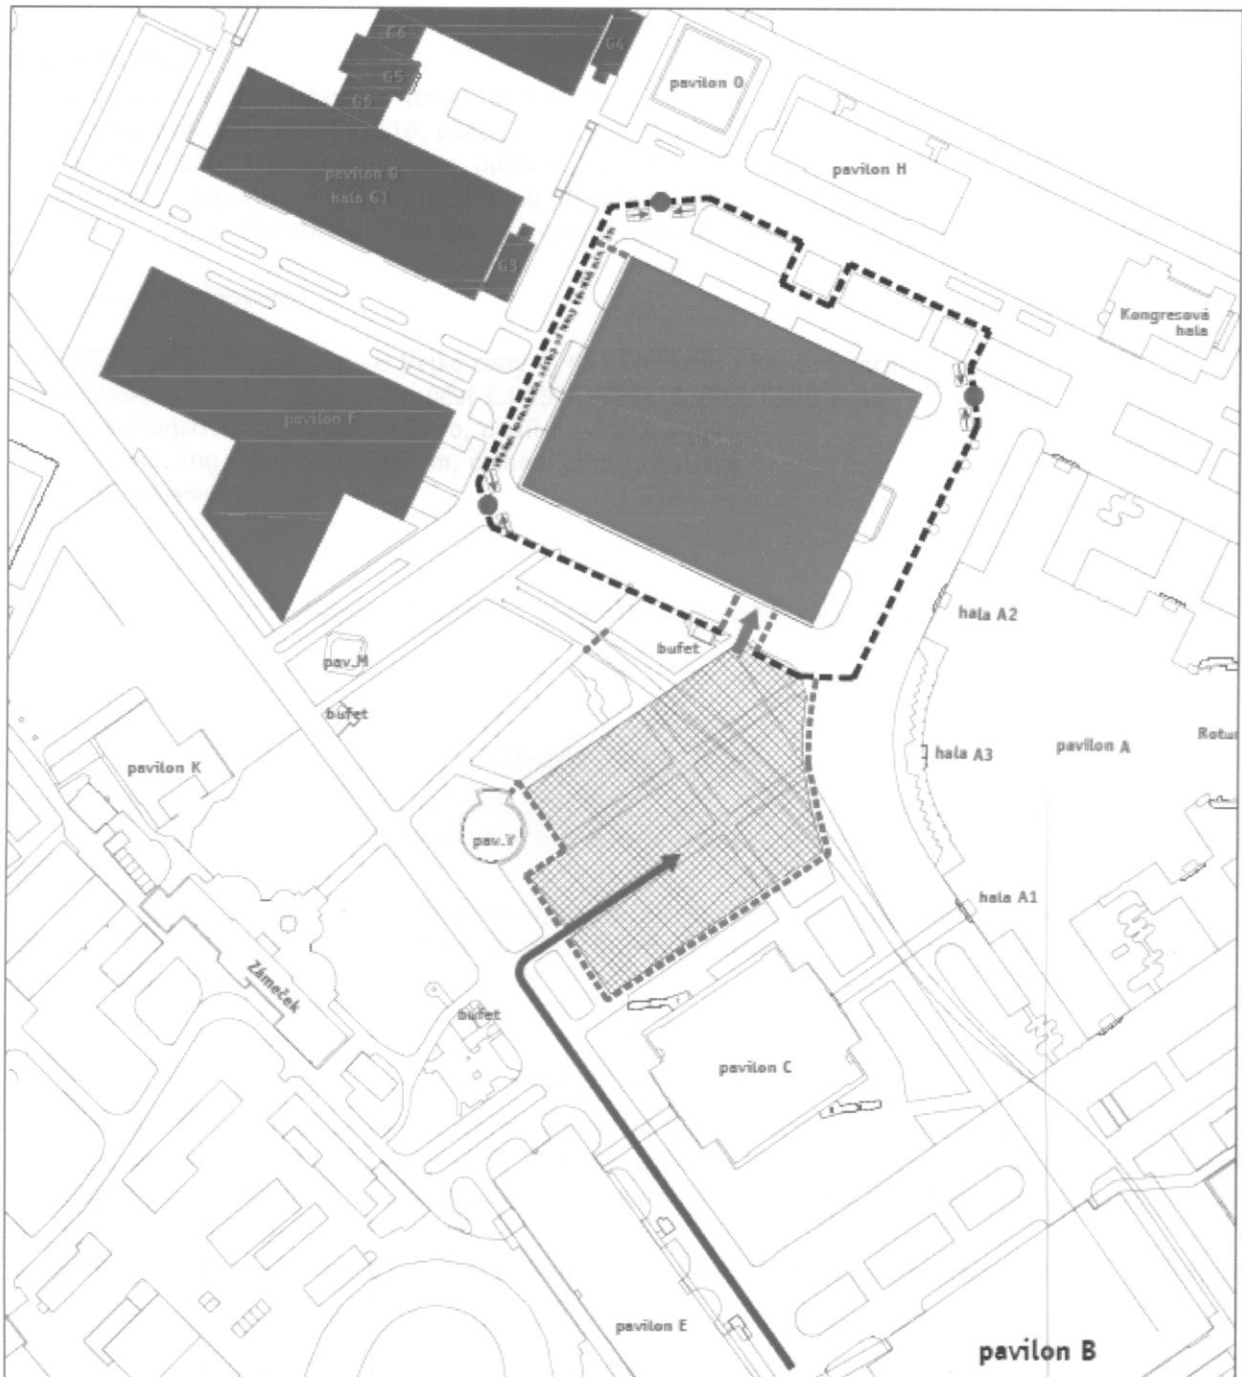 G6
G4
G5
pavilon O
G6
pavilon H
pavilon G
hala G1
G3
Kongresová
hala
pavilon F
hala A2
bufet
pav.M
bufet
Rotu
hala A3
pavilon A
pavilon K
pav.Y
hala A1
Zámeček
bufet
pavilon C
pavilon E
pavilon B